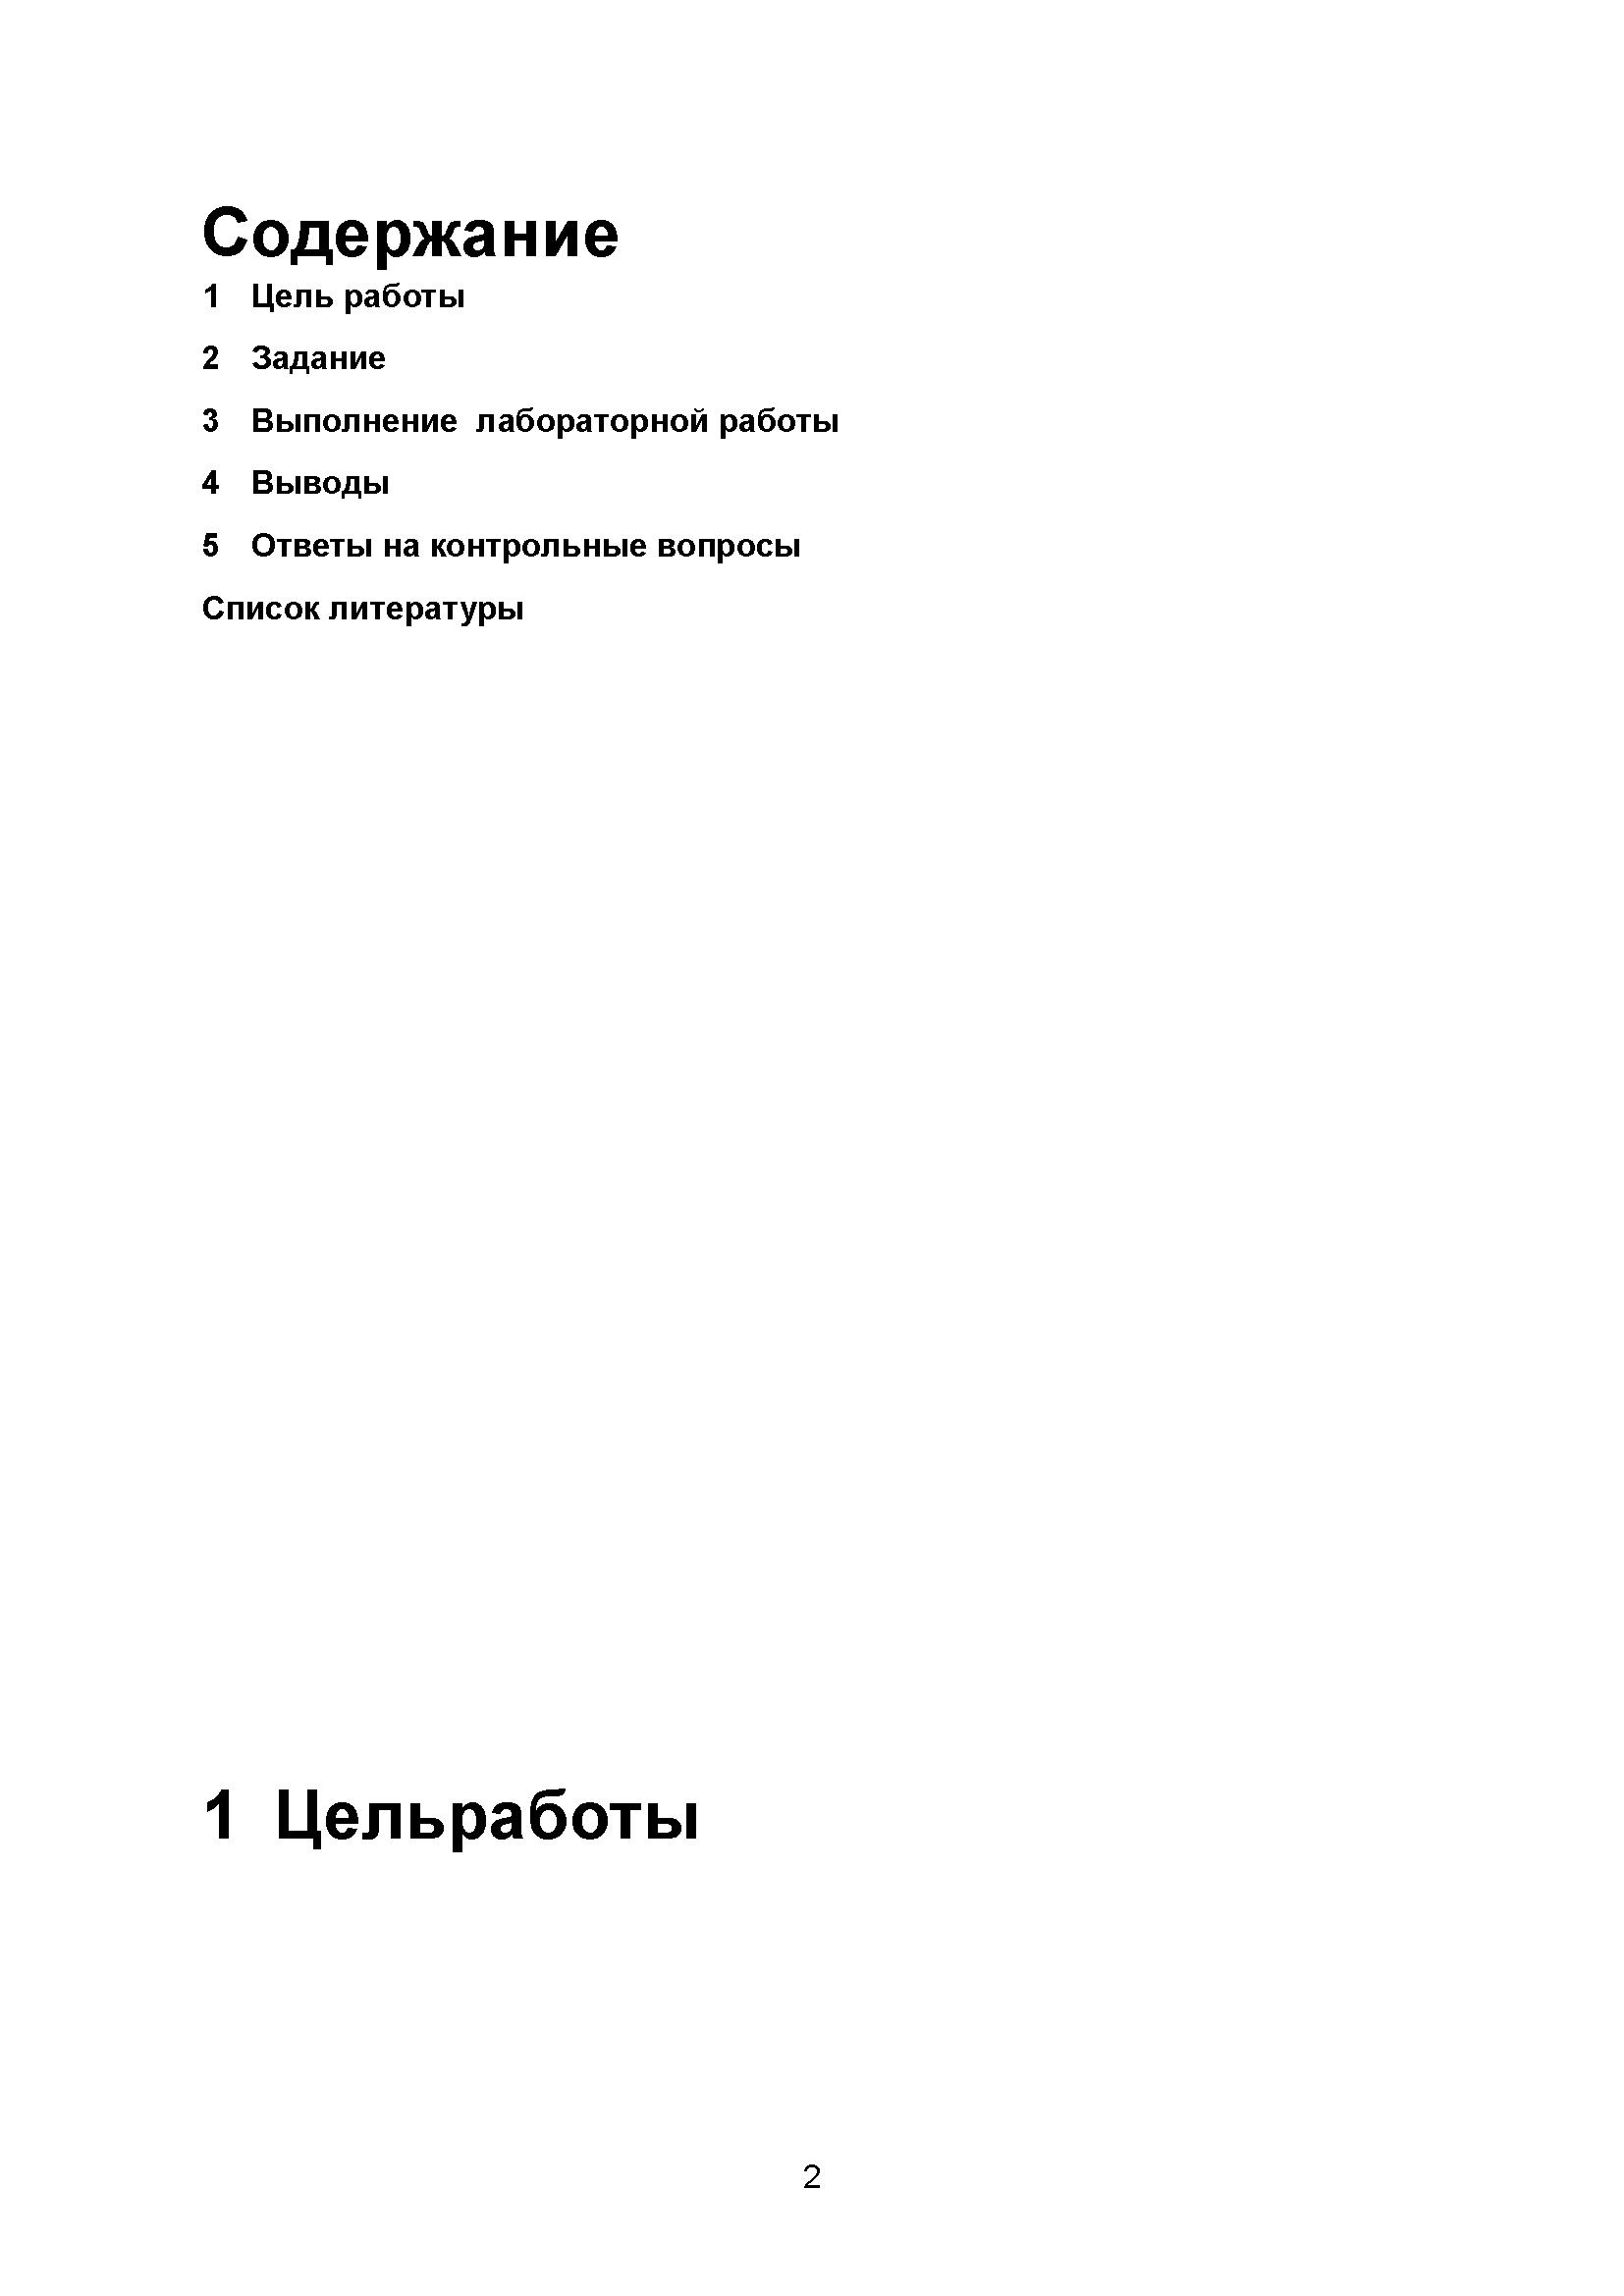 Содержание
1 Цель работы
2 Задание
3 Выполнение лабораторной работы
4 Выводы
5 Ответы на контрольные вопросы
Список литературы
1 Цельработы
2